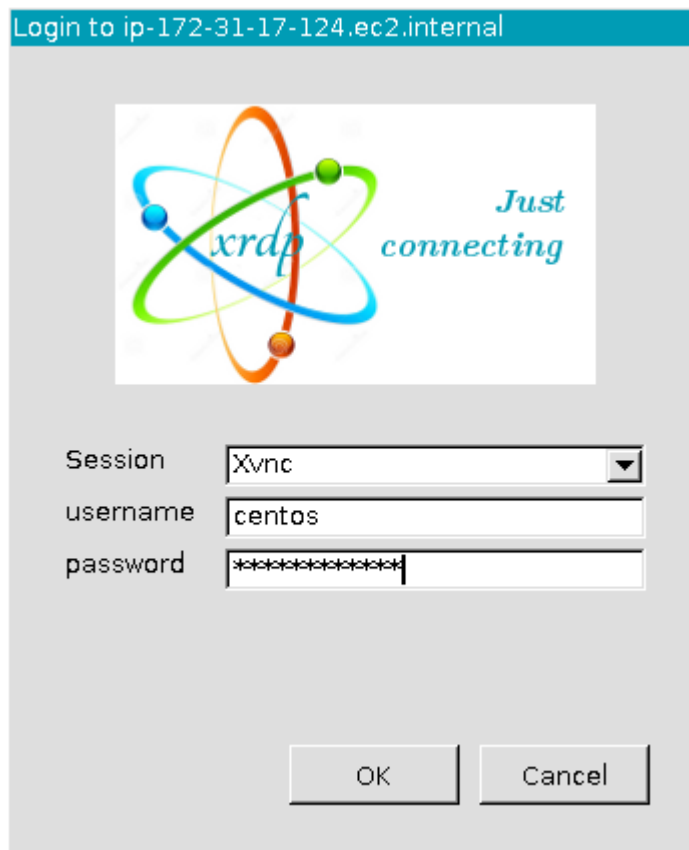 Login to ip-172-31-17-124.ec2.internal
Just
connecting
xrdp
Session
Xvnc
username
centos
password
*************
OK
Cancel